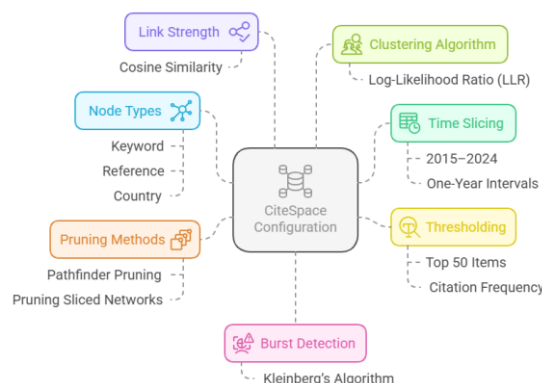 Link Strength
Cosine Similarity
Clustering Algorithm
Log-Likelihood Ratio (LLR)
Node Types
Keyword
Reference
Country
Time Slicing
2015–2024
One-Year Intervals
CiteSpace
Configuration
Pruning Methods
Pathfinder Pruning
Pruning Sliced Networks
Thresholding
Top 50 Items
Citation Frequency
Burst Detection
Kleinberg's Algorithm